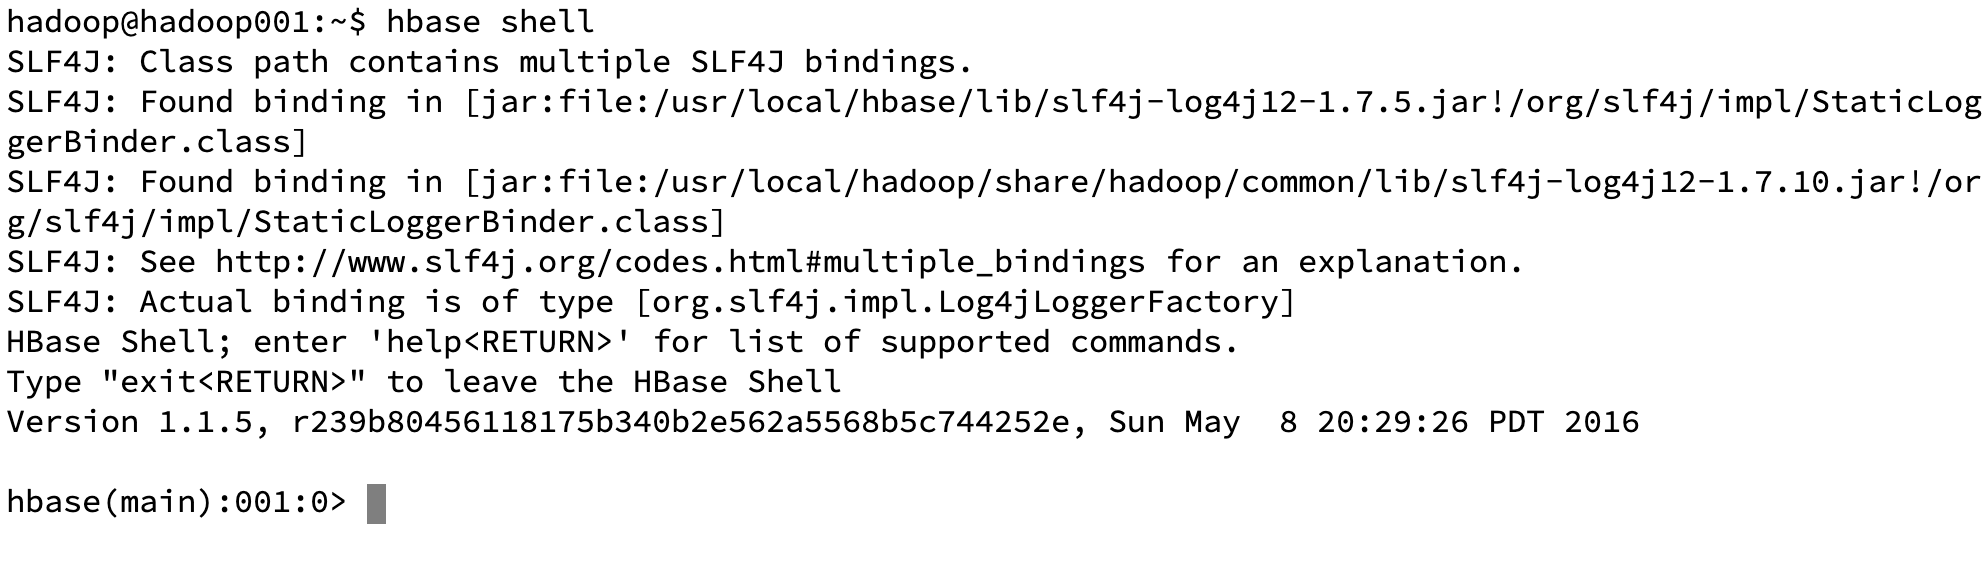 hadoop@hadoop001:~$ hbase shell
SLF4J: Class path contains multiple SLF4J bindings.
SLF4J: Found binding in [jar:file:/usr/local/hbase/lib/slf4j-log4j12-1.7.5.jar!/org/slf4j/impl/StaticLog
gerBinder.class]
SLF4J: Found binding in [jar:file:/usr/local/hadoop/share/hadoop/common/lib/slf4j-log4j12-1.7.10.jar!/or
g/slf4j/impl/StaticLoggerBinder.class]
SLF4J: See http://www.slf4j.org/codes.html#multiple_bindings for an explanation.
SLF4J: Actual binding is of type [org.slf4j.impl.Log4jLoggerFactory]
HBase Shell; enter 'help<RETURN>' for list of supported commands.
Type "exit<RETURN>" to leave the HBase Shell
Version 1.1.5, r239b80456118175b340b2e562a5568b5c744252e, Sun May  8 20:29:26 PDT 2016
hbase(main):001:0>